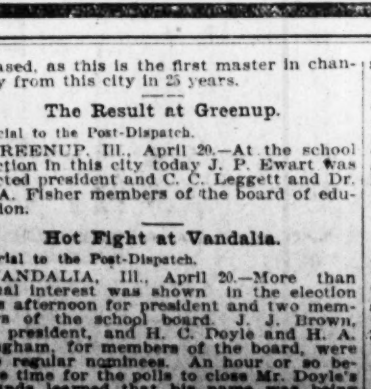 ased, as this is the first master in chan-
y from this city in 25 years.
The Result at Greenup.
cial to the Post-Dispatch.
REENUP, Ill., April 20.—At the school
ction in this city today J. P. Ewart was
cted president and C. C. Leggett and Dr.
A. Fisher members of the board of edu-
ion.
Hot Fight at Vandalia.
cial to the Post-Dispatch.
ANDALIA, Ill., April 20.—More than
al interest was shown in the election
s afternoon for president and two mem-
s of the school board. J. J. Brown,
president, and H. C. Doyle and H. A.
gham, for members of the board, were
regular nominees. An hour or so be-
e time for the polls to close Mr. Doyle's
learned that his